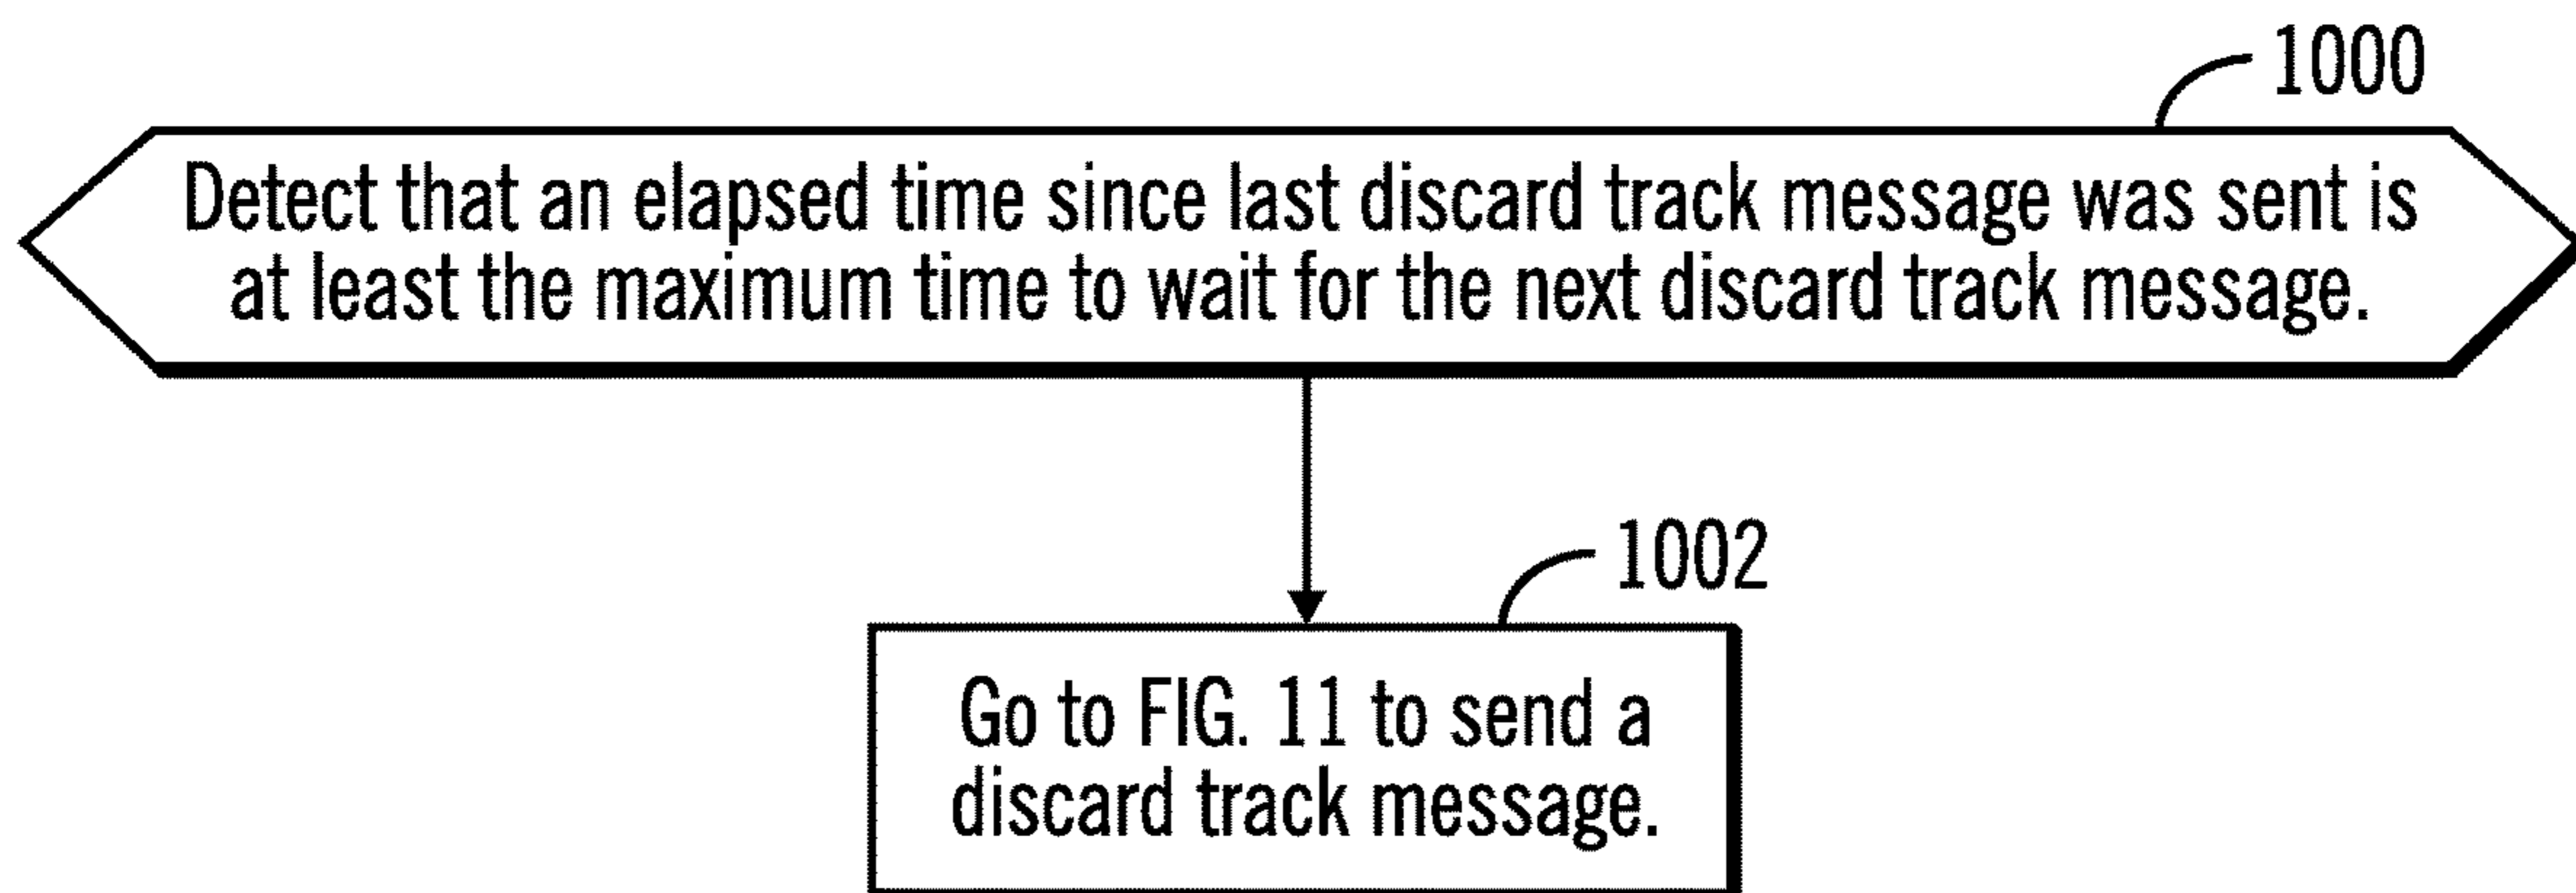 1000
Detect that an elapsed time since last discard track message was sent is
at least the maximum time to wait for the next discard track message.
1002
Go to FIG. 11 to send a
discard track message.